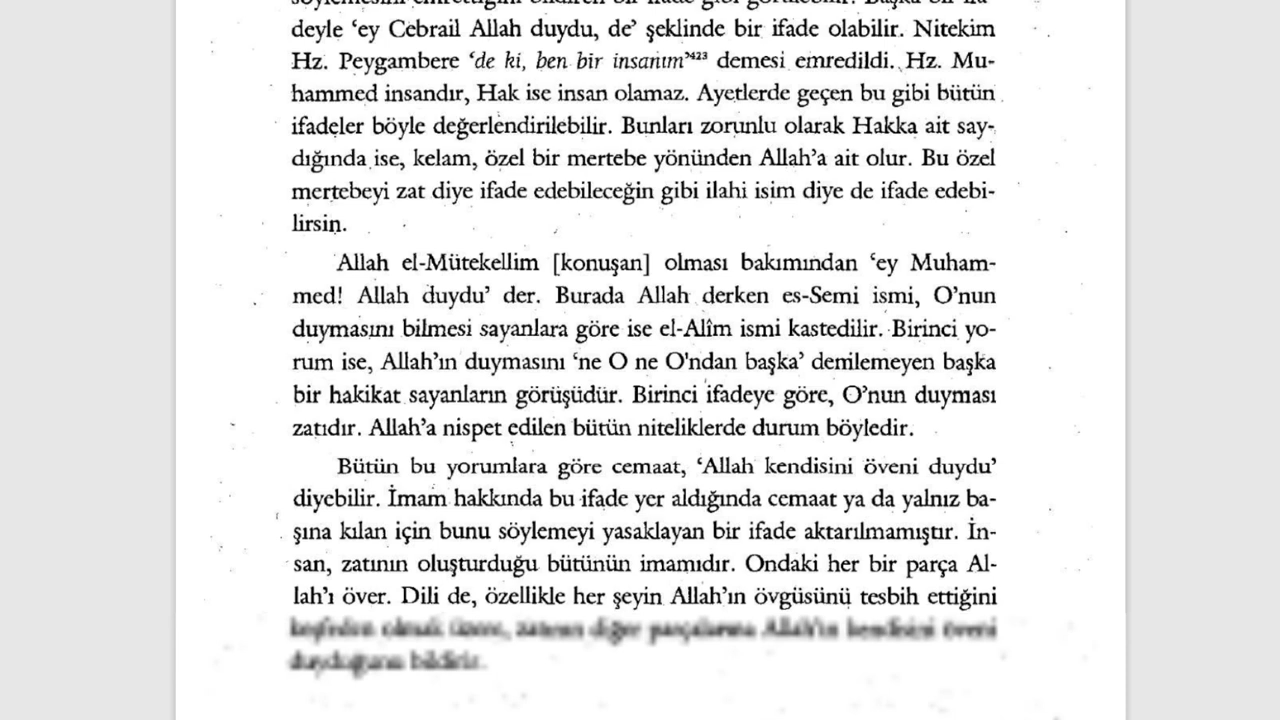 deyle ‘ey Cebrail Allah duydu, de’ şeklinde bir ifade olabilir. Nitekim
Hz. Peygambere ‘de ki, ben bir insanım’⁴²³ demesi emredildi. Hz. Mu-
hammed insandır, Hak ise insan olamaz. Ayetlerde geçen bu gibi bütün
ifadeler böyle değerlendirilebilir. Bunları zorunlu olarak Hakka ait say-
dığında ise, kelam, özel bir mertebe yönünden Allah’a ait olur. Bu özel
mertebeyi zat diye ifade edebileceğin gibi ilahi isim diye de ifade edebi-
lirsin.
Allah el-Mütekellim [konuşan] olması bakımından ‘ey Muham-
med! Allah duydu’ der. Burada Allah derken es-Semi ismi, O’nun
duymasını bilmesi sayanlara göre ise el-Alîm ismi kastedilir. Birinci yo-
rum ise, Allah’ın duymasını ‘ne O ne O'ndan başka’ denilemeyen başka
bir hakikat sayanların görüşüdür. Birinci ifadeye göre, O’nun duyması
zatıdır. Allah’a nispet edilen bütün niteliklerde durum böyledir.
Bütün bu yorumlara göre cemaat, ‘Allah kendisini öveni duydu’
diyebilir. İmam hakkında bu ifade yer aldığında cemaat ya da yalnız ba-
şına kılan için bunu söylemeyi yasaklayan bir ifade aktarılmamıştır. İn-
san, zatının oluşturduğu bütünün imamıdır. Ondaki her bir parça Al-
lah’ı över. Dili de, özellikle her şeyin Allah’ın övgüsünü tesbih ettiğini